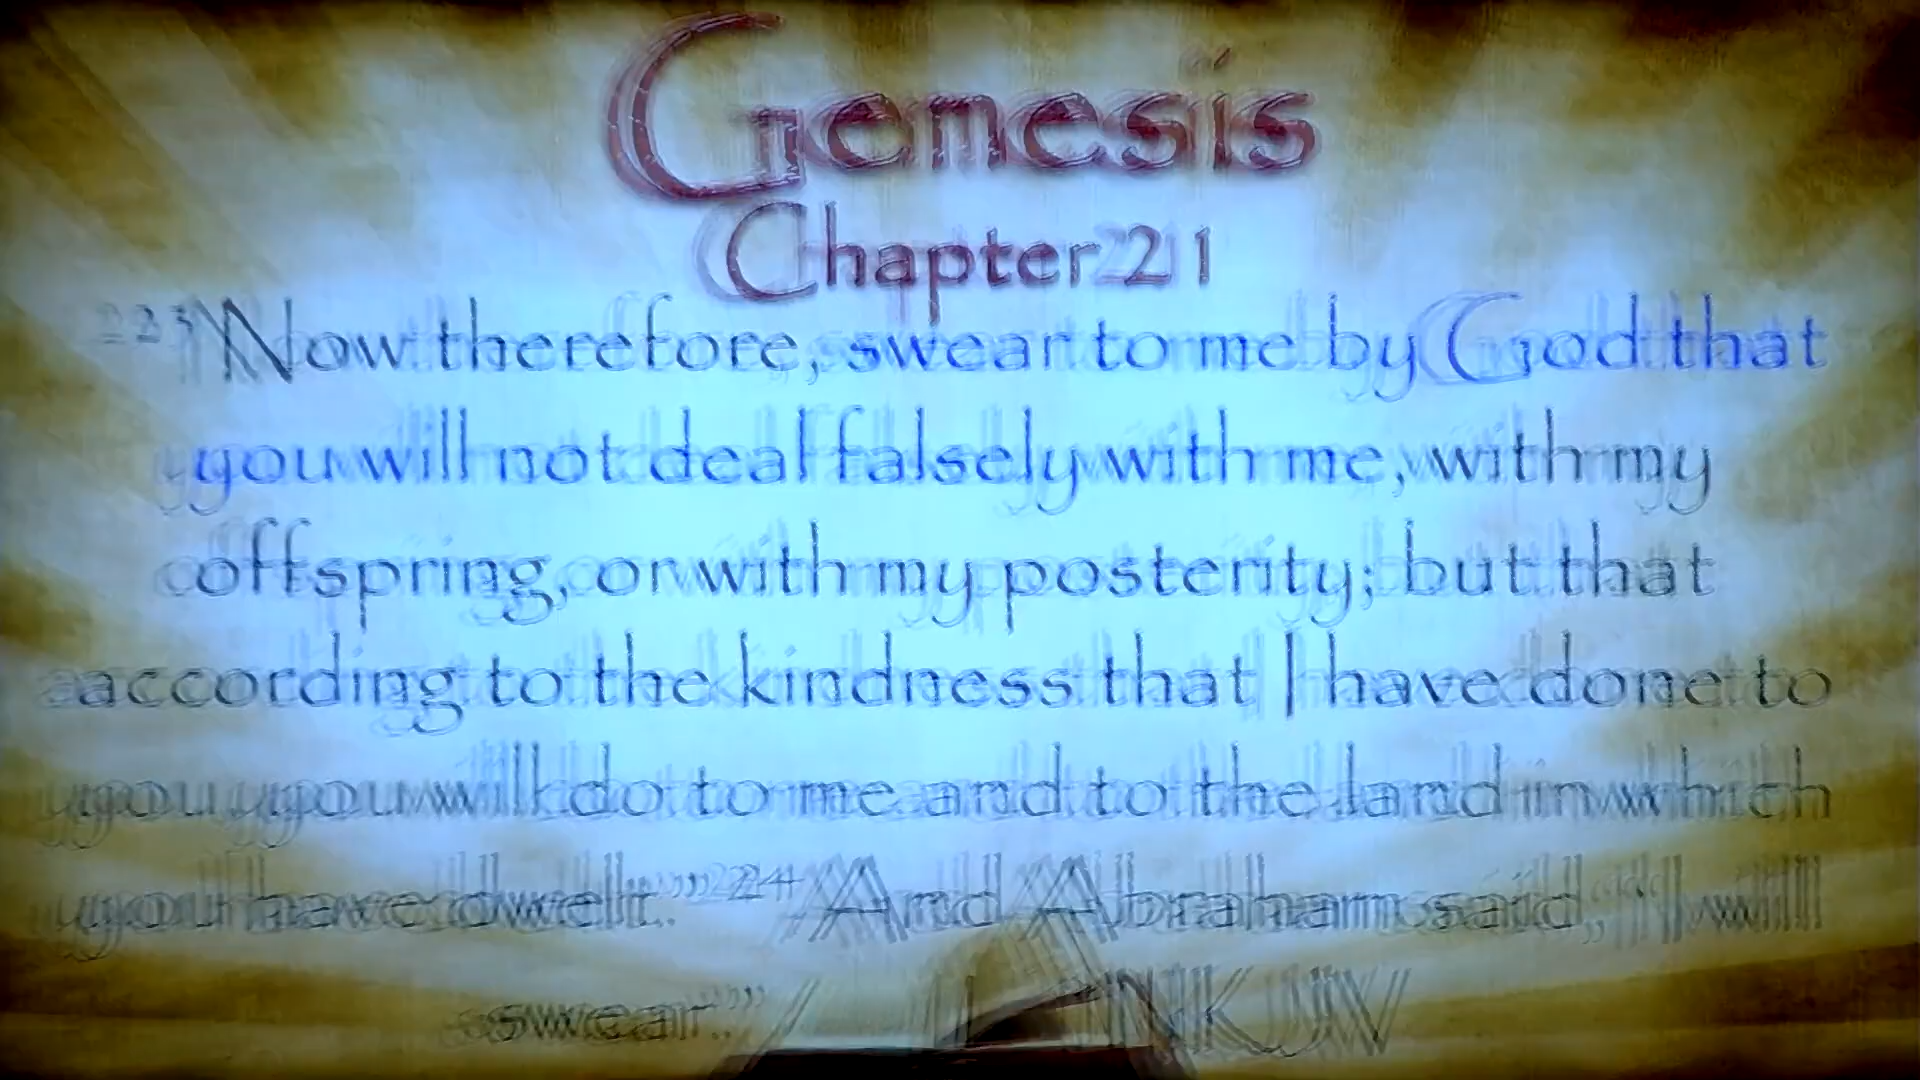 Genesis
Chapter 21
²³ Now therefore, swear to me by God that
you will not deal falsely with me, with my
offspring, or with my posterity; but that
according to the kindness that I have done to
you, you will do to me and to the land in which
you have dwelt.” ²⁴ And Abraham said, “I will
swear.” NKJV